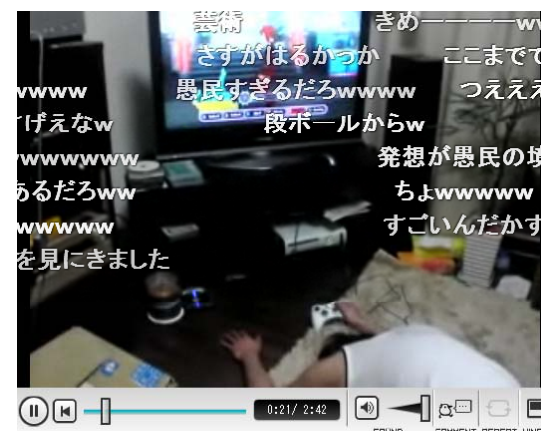 芸術 きめーーーーww
さすがはるかっか ここまでて
wwww 愚民すぎるだろwwww つええええ
げえなw 段ボールからw
wwwwwww 発想が愚民の境
あるだろww ちょwwwww
wwwww すごいんだかす
を見にきました
0:21/ 2:42